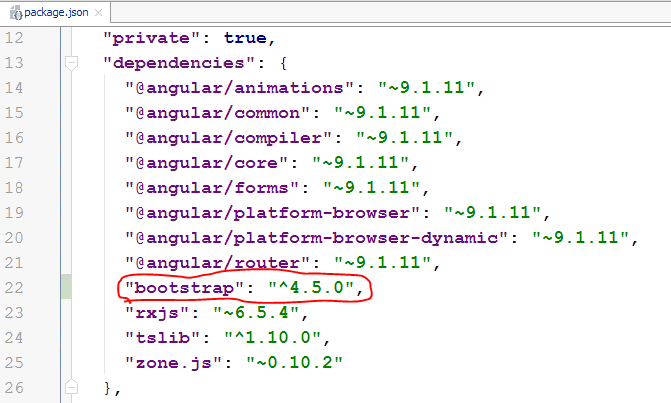 package.json
12 "private": true,
13 "dependencies": {
14 "@angular/animations": "~9.1.11",
15 "@angular/common": "~9.1.11",
16 "@angular/compiler": "~9.1.11",
17 "@angular/core": "~9.1.11",
18 "@angular/forms": "~9.1.11",
19 "@angular/platform-browser": "~9.1.11",
20 "@angular/platform-browser-dynamic": "~9.1.11",
21 "@angular/router": "~9.1.11",
22 "bootstrap": "^4.5.0",
23 "rxjs": "~6.5.4",
24 "tslib": "^1.10.0",
25 "zone.js": "~0.10.2"
26 },